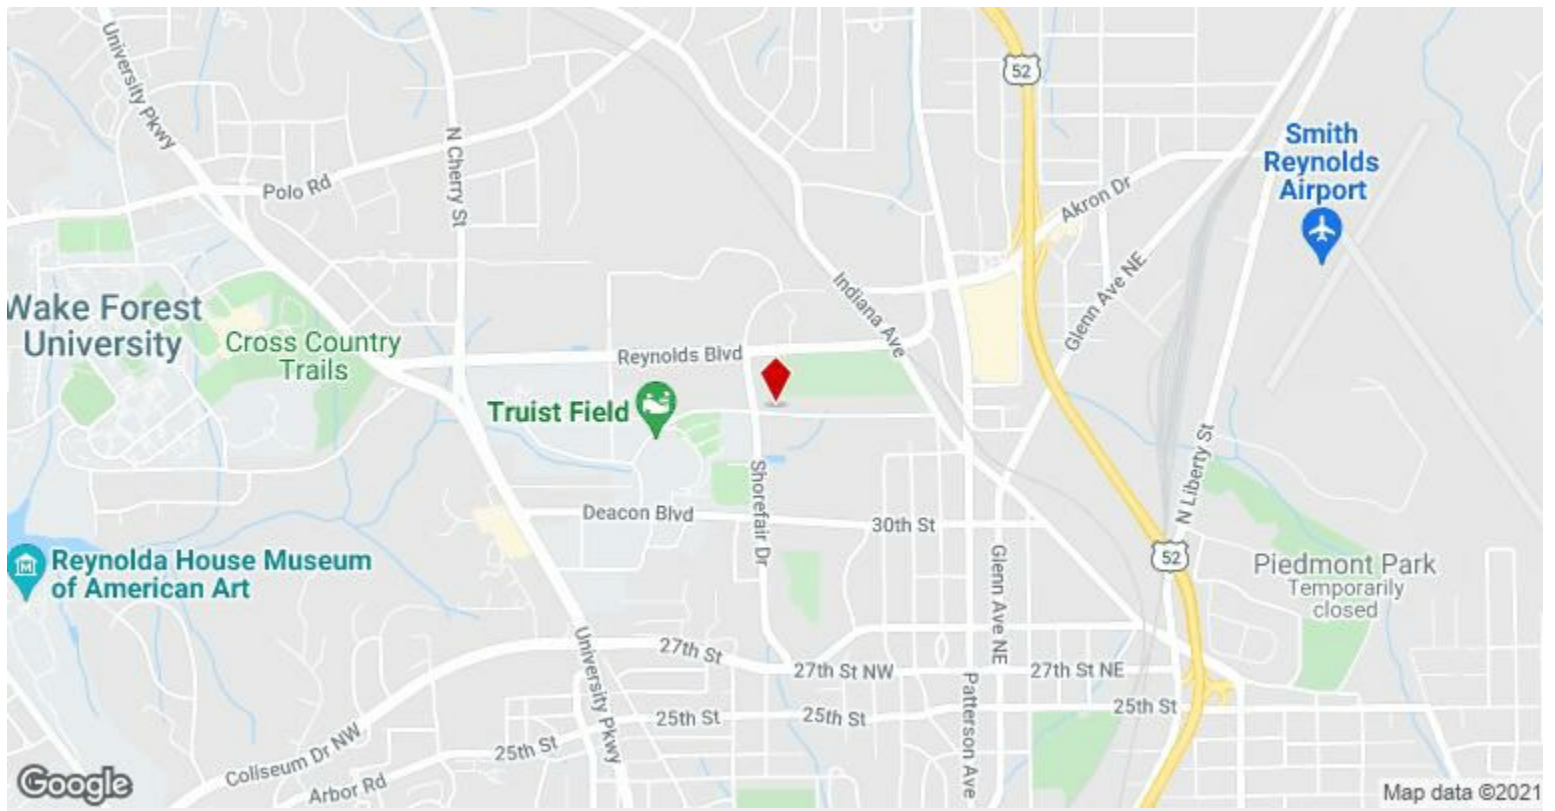 University Pkwy
52
Smith
Reynolds
Airport
N Cherry St
Polo Rd
Akron Dr
Indiana Ave
Glenn Ave NE
Wake Forest
University
Cross Country
Trails
Reynolds Blvd
Truist Field
N Liberty St
Shorefair Dr
Deacon Blvd
30th St
52
Reynolda House Museum
of American Art
Glenn Ave NE
Piedmont Park
Temporarily
closed
University Pkwy
27th St
27th St NW
27th St NE
Patterson Ave
25th St
25th St
25th St
25th St
Coliseum Dr NW
Arbor Rd
Google
Map data ©2021